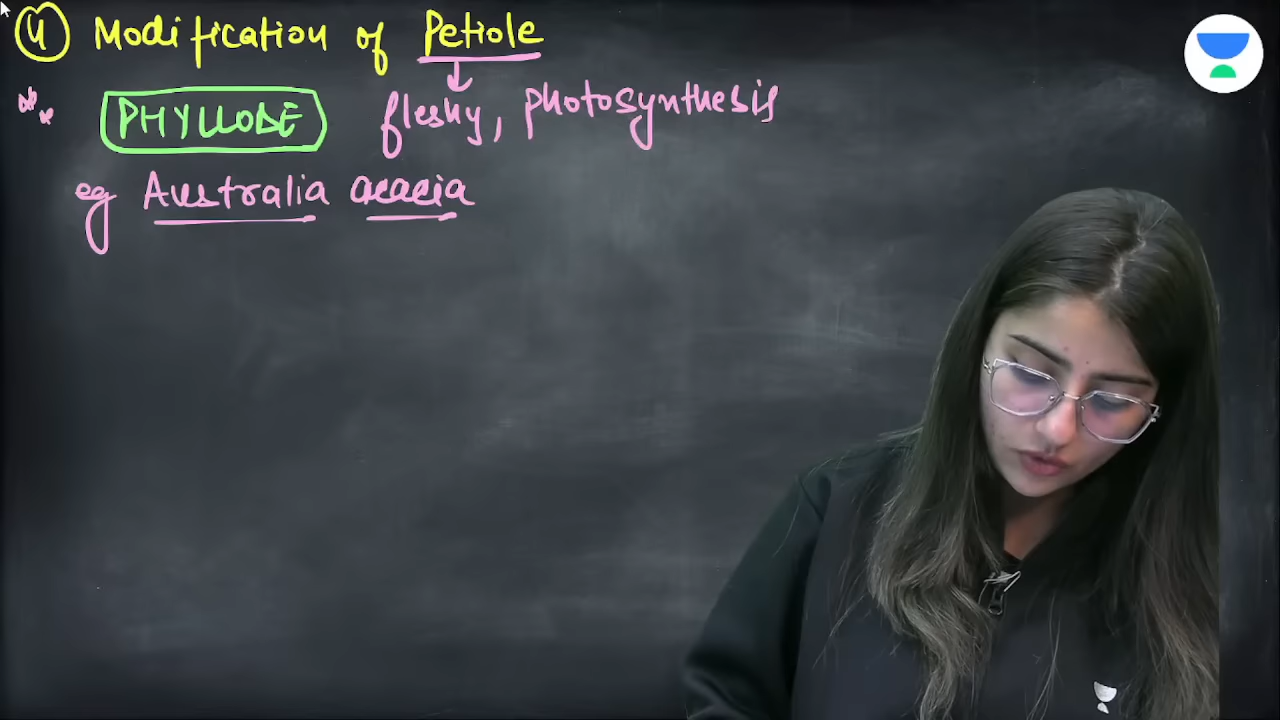 4 Modification of Petiole
** PHYLLODE fleshy, photosynthesis
eg Australia acacia